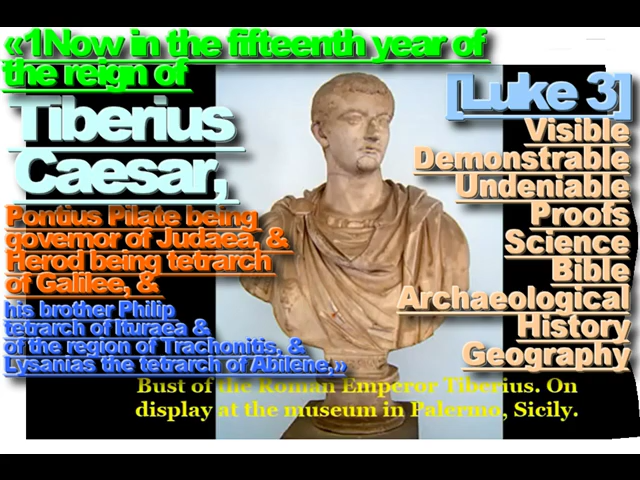 «1Now in the fifteenth year of
the reign of
Tiberius
Caesar,
Pontius Pilate being
governor of Judaea, &
Herod being tetrarch
of Galilee, &
his brother Philip
tetrarch of Ituraea &
of the region of Trachonitis, &
Lysanias the tetrarch of Abilene,»
[Luke 3]
Visible
Demonstrable
Undeniable
Proofs
Science
Bible
Archaeological
History
Geography
Bust of the Roman Emperor Tiberius. On
display at the museum in Palermo, Sicily.